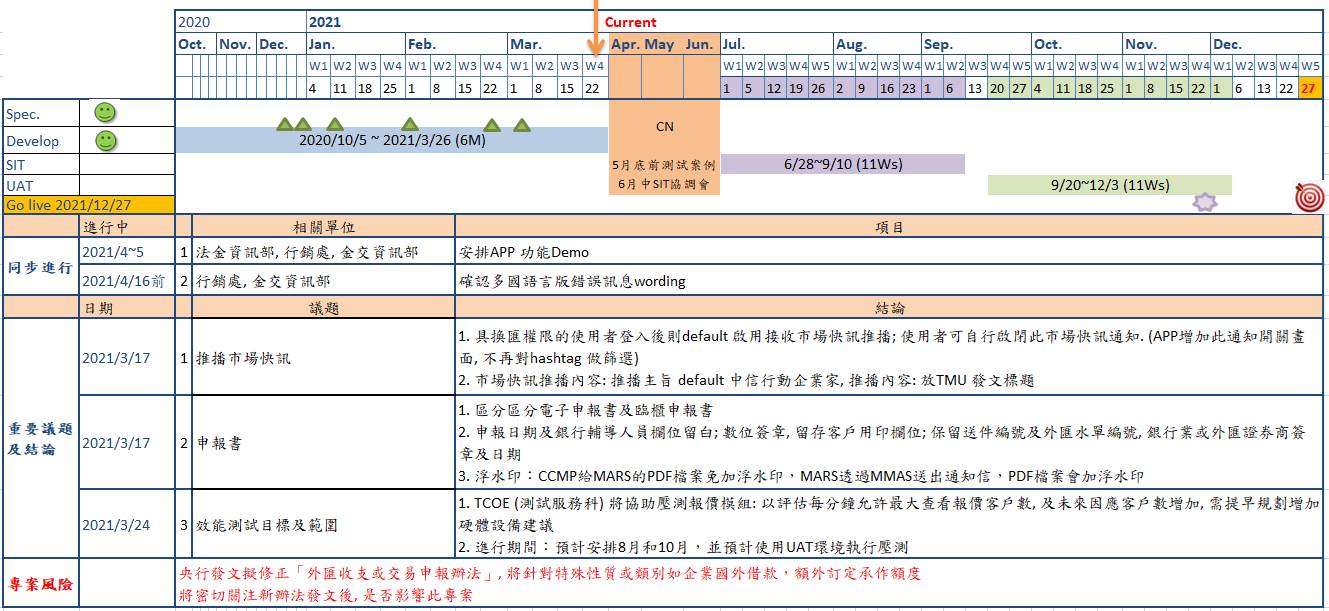 2020 2021 Current
Oct. Nov. Dec. Jan. Feb. Mar. Apr. May Jun. Jul. Aug. Sep. Oct. Nov. Dec.
W1 W2 W3 W4 W1 W2 W3 W4 W1 W2 W3 W4 W1 W2 W3 W4 W5 W1 W2 W3 W4 W1 W2 W3 W4 W5 W1 W2 W3 W4 W1 W2 W3 W4 W1 W2 W3 W4 W5
4 11 18 25 1 8 15 22 1 8 15 22 1 5 12 19 26 2 9 16 23 1 6 13 20 27 4 11 18 25 1 8 15 22 1 6 13 22 27
Spec.
CN
Develop 2020/10/5 ~ 2021/3/26 (6M)
SIT 5月底前測試案例 6/28~9/10 (11Ws)
UAT 6月中SIT協調會 9/20~12/3 (11Ws)
Go live 2021/12/27
進行中 相關單位 項目
同步進行
2021/4~5 1 法金資訊部, 行銷處, 金交資訊部 安排APP 功能Demo
2021/4/16前 2 行銷處, 金交資訊部 確認多國語言版錯誤訊息wording
日期 議題 結論
重要議題
及結論
2021/3/17 1 推播市場快訊
1. 具換匯權限的使用者登入後則default 啟用接收市場快訊推播; 使用者可自行啟閉此市場快訊通知. (APP增加此通知開關畫
面, 不再對hashtag 做篩選)
2. 市場快訊推播內容: 推播主旨 default 中信行動企業家, 推播內容: 放TMU 發文標題
2021/3/17 2 申報書
1. 區分區分電子申報書及臨櫃申報書
2. 申報日期及銀行輔導人員欄位留白; 數位簽章, 留存客戶用印欄位; 保留送件編號及外匯水單編號, 銀行業或外匯證券商簽
章及日期
3. 浮水印：CCMP給MARS的PDF檔案免加浮水印，MARS透過MMAS送出通知信，PDF檔案會加浮水印
2021/3/24 3 效能測試目標及範圍
1. TCOE (測試服務科) 將協助壓測報價模組: 以評估每分鐘允許最大查看報價客戶數, 及未來因應客戶數增加, 需提早規劃增加
硬體設備建議
2. 進行期間：預計安排8月和10月，並預計使用UAT環境執行壓測
專案風險
央行發文擬修正「外匯收支或交易申報辦法」, 將針對特殊性質或類別如企業國外借款，額外訂定承作額度
將密切關注新辦法發文後, 是否影響此專案